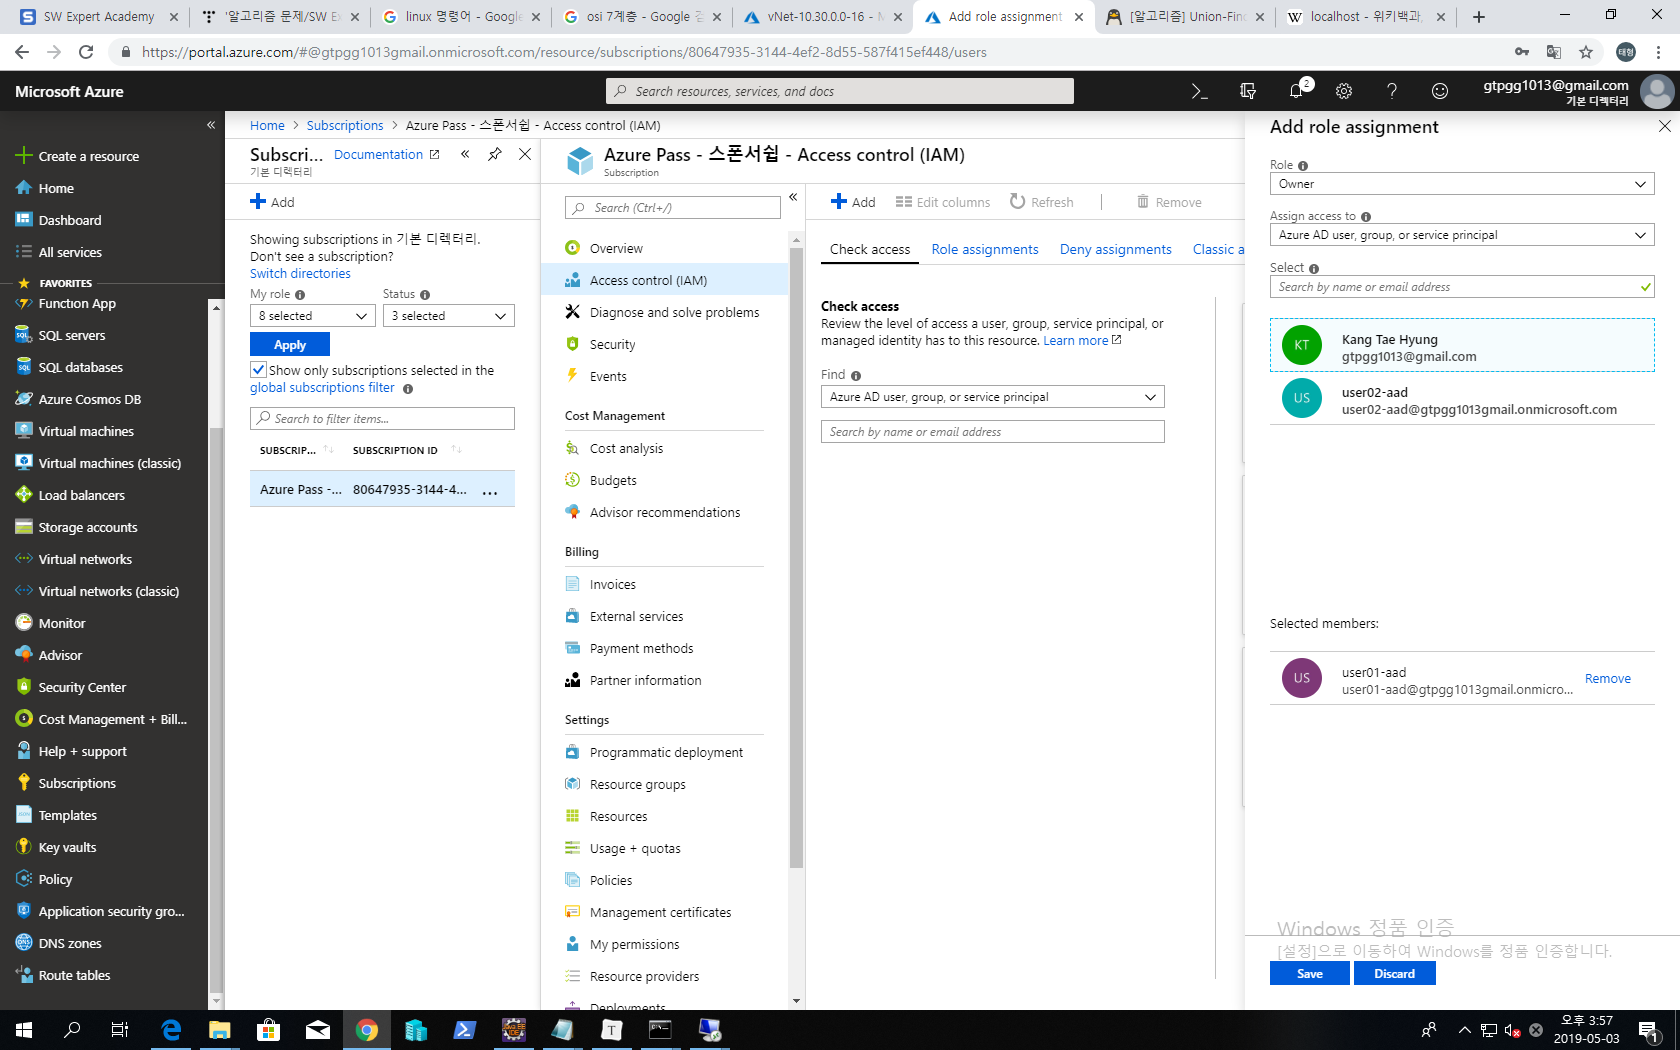 SW Expert Academy
'알고리즘 문제/SW Ex
linux 명령어 - Google
osi 7계층 - Google 검
vNet-10.30.0.0-16 - M
Add role assignment
[알고리즘] Union-Find
localhost - 위키백과,
https://portal.azure.com/#@gtpgg1013gmail.onmicrosoft.com/resource/subscriptions/80647935-3144-4ef2-8d55-587f415ef448/users
태형
Microsoft Azure
Search resources, services, and docs
2
gtpgg1013@gmail.com
기본 디렉터리
Create a resource
Home
Dashboard
All services
FAVORITES
Function App
SQL servers
SQL databases
Azure Cosmos DB
Virtual machines
Virtual machines (classic)
Load balancers
Storage accounts
Virtual networks
Virtual networks (classic)
Monitor
Advisor
Security Center
Cost Management + Bill...
Help + support
Subscriptions
Templates
Key vaults
Policy
Application security gro...
DNS zones
Route tables
Home > Subscriptions > Azure Pass - 스폰서쉽 - Access control (IAM)
Subscri...
Documentation
기본 디렉터리
Add
Showing subscriptions in 기본 디렉터리.
Don't see a subscription?
Switch directories
My role
Status
8 selected
3 selected
Apply
Show only subscriptions selected in the
global subscriptions filter
Search to filter items...
SUBSCRIP...
SUBSCRIPTION ID
Azure Pass -...
80647935-3144-4...
...
Azure Pass - 스폰서쉽 - Access control (IAM)
Subscription
Search (Ctrl+/)
Overview
Access control (IAM)
Diagnose and solve problems
Security
Events
Cost Management
Cost analysis
Budgets
Advisor recommendations
Billing
Invoices
External services
Payment methods
Partner information
Settings
Programmatic deployment
Resource groups
Resources
Usage + quotas
Policies
Management certificates
My permissions
Resource providers
Deployments
Add
Edit columns
Refresh
Remove
Check access
Role assignments
Deny assignments
Classic a
Check access
Review the level of access a user, group, service principal, or
managed identity has to this resource. Learn more
Find
Azure AD user, group, or service principal
Search by name or email address
Add role assignment
Role
Owner
Assign access to
Azure AD user, group, or service principal
Select
Search by name or email address
KT
Kang Tae Hyung
gtpgg1013@gmail.com
US
user02-aad
user02-aad@gtpgg1013gmail.onmicrosoft.com
Selected members:
US
user01-aad
user01-aad@gtpgg1013gmail.onmicro...
Remove
Windows 정품 인증
[설정]으로 이동하여 Windows를 정품 인증합니다.
Save
Discard
오후 3:57
2019-05-03
1